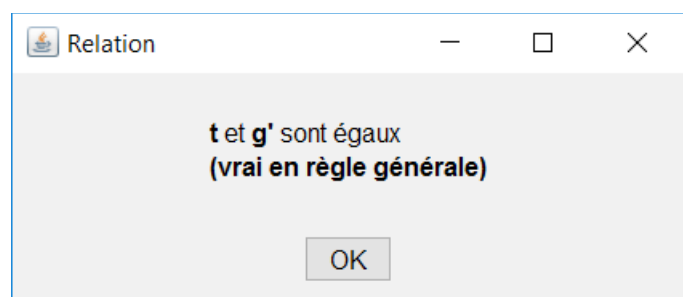 Relation
t et g' sont égaux
(vrai en règle générale)
OK